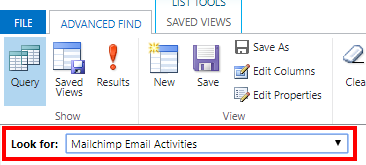 LIST TOOLS
FILE ADVANCED FIND SAVED VIEWS
Query Saved Views Results New Save
Save As
Edit Columns
Edit Properties
Clear
Show View
Look for: Mailchimp Email Activities